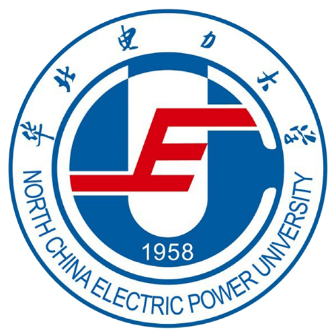 华北电力大学
1958
NORTH CHINA ELECTRIC POWER UNIVERSITY